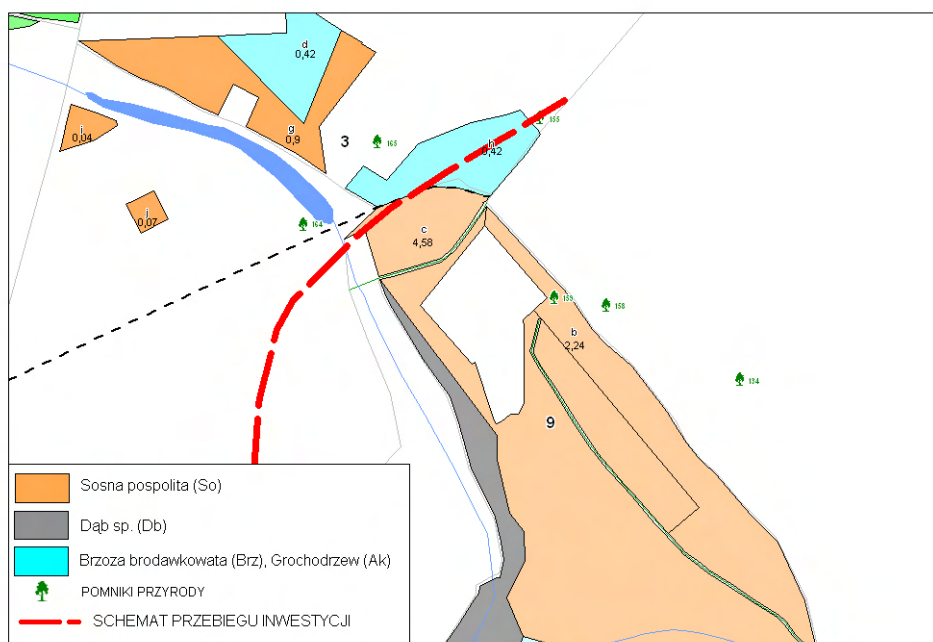 d
0,42
i
0,04
g
0,9
3
165
155
h
0,42
j
0,07
164
c
4,58
159
158
b
2,24
134
9
Sosna pospolita (So)
Dąb sp. (Db)
Brzoza brodawkowata (Brz), Grochodrzew (Ak)
POMNIKI PRZYRODY
SCHEMAT PRZEBIEGU INWESTYCJI